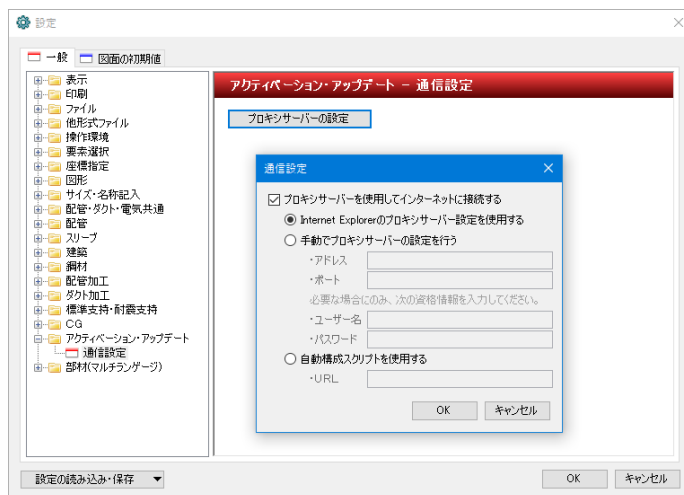 設定
一般
図面の初期値
表示
印刷
ファイル
他形式ファイル
操作環境
要素選択
座標指定
図形
サイズ・名称記入
配管・ダクト・電気共通
配管
スリーブ
建築
鋼材
配管加工
ダクト加工
標準支持・耐震支持
CG
アクティベーション・アップデート
通信設定
部材(マルチランゲージ)
アクティベーション・アップデート － 通信設定
プロキシサーバーの設定
通信設定
プロキシサーバーを使用してインターネットに接続する
Internet Explorerのプロキシサーバー設定を使用する
手動でプロキシサーバーの設定を行う
・アドレス
・ポート
必要な場合にのみ、次の資格情報を入力してください。
・ユーザー名
・パスワード
自動構成スクリプトを使用する
・URL
OK
キャンセル
設定の読み込み・保存
OK
キャンセル